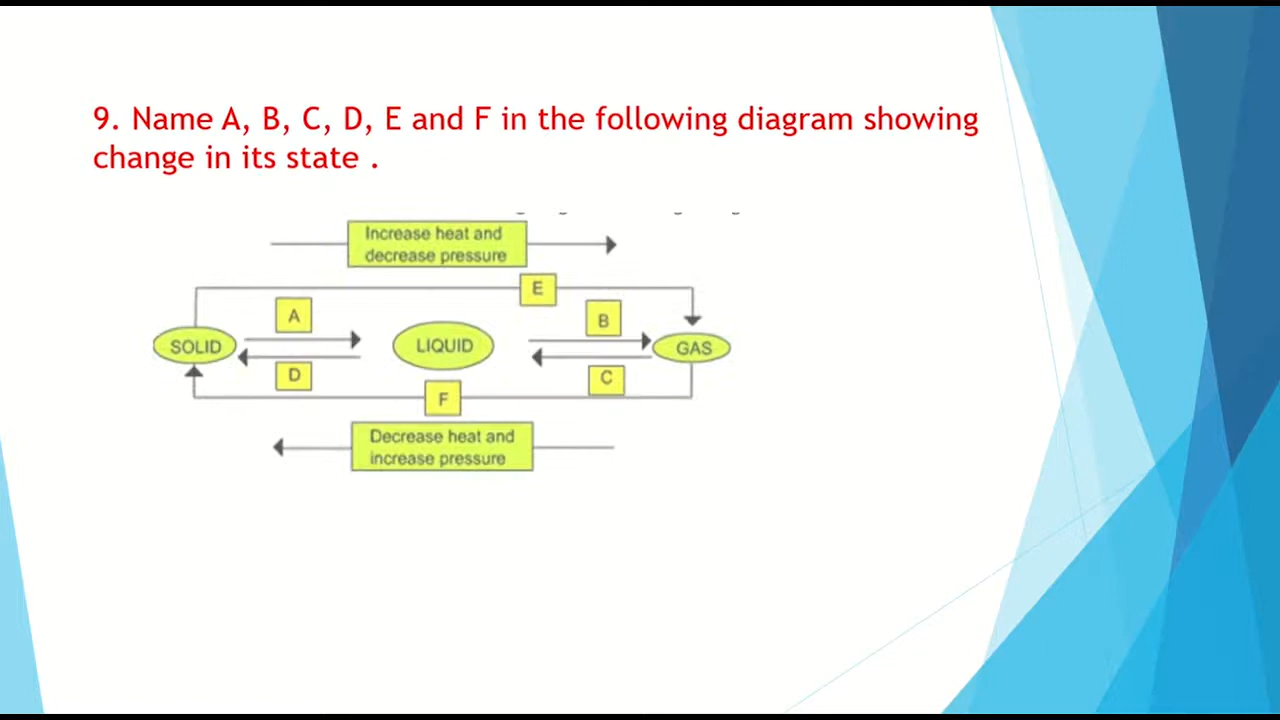 9. Name A, B, C, D, E and F in the following diagram showing
change in its state .
Increase heat and
decrease pressure
E
A
B
SOLID
LIQUID
GAS
D
C
F
Decrease heat and
increase pressure